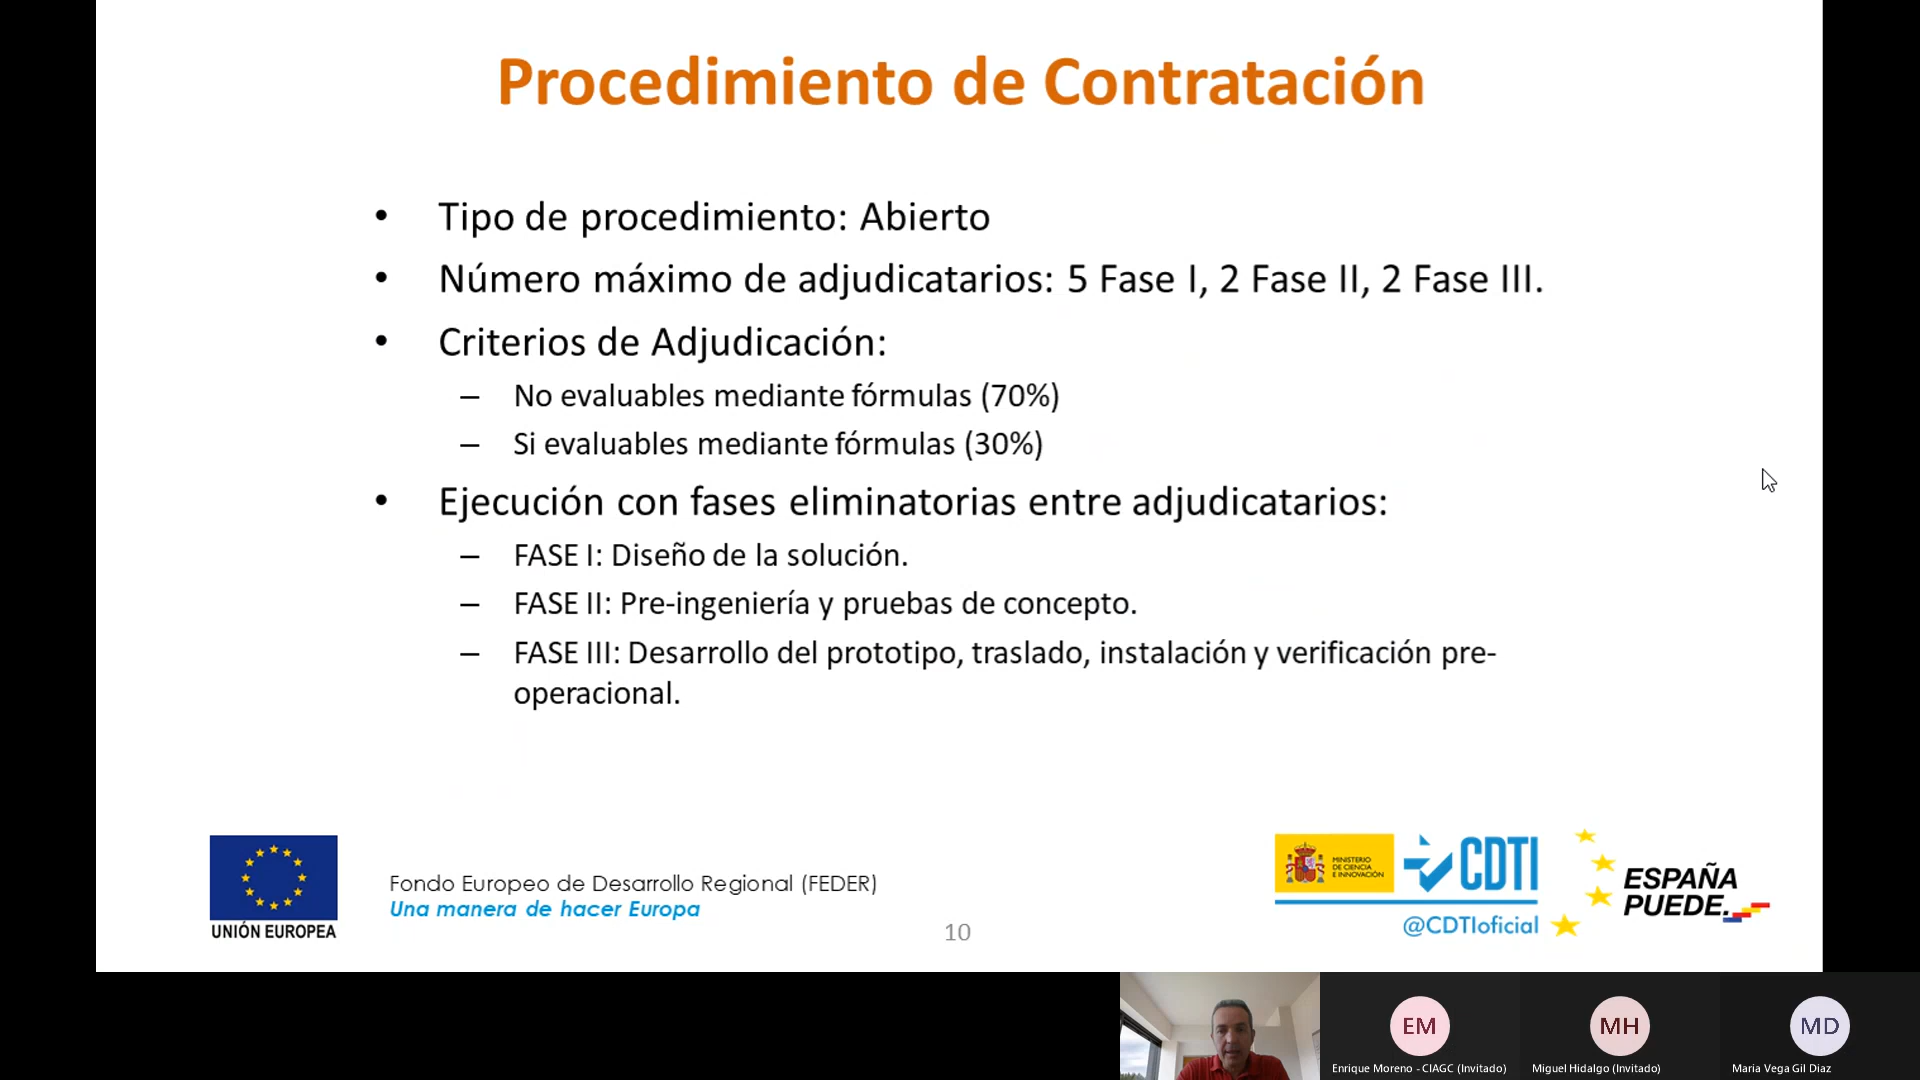 Procedimiento de Contratación
• Tipo de procedimiento: Abierto
• Número máximo de adjudicatarios: 5 Fase I, 2 Fase II, 2 Fase III.
• Criterios de Adjudicación:
– No evaluables mediante fórmulas (70%)
– Si evaluables mediante fórmulas (30%)
• Ejecución con fases eliminatorias entre adjudicatarios:
– FASE I: Diseño de la solución.
– FASE II: Pre-ingeniería y pruebas de concepto.
– FASE III: Desarrollo del prototipo, traslado, instalación y verificación pre-
operacional.
UNIÓN EUROPEA
Fondo Europeo de Desarrollo Regional (FEDER)
Una manera de hacer Europa
10
MINISTERIO
DE CIENCIA
E INNOVACIÓN
CDTI
@CDTIoficial
ESPAÑA
PUEDE.
EM
MH
MD
Enrique Moreno - CIAGC (Invitado)
Miguel Hidalgo (Invitado)
Maria Vega Gil Diaz